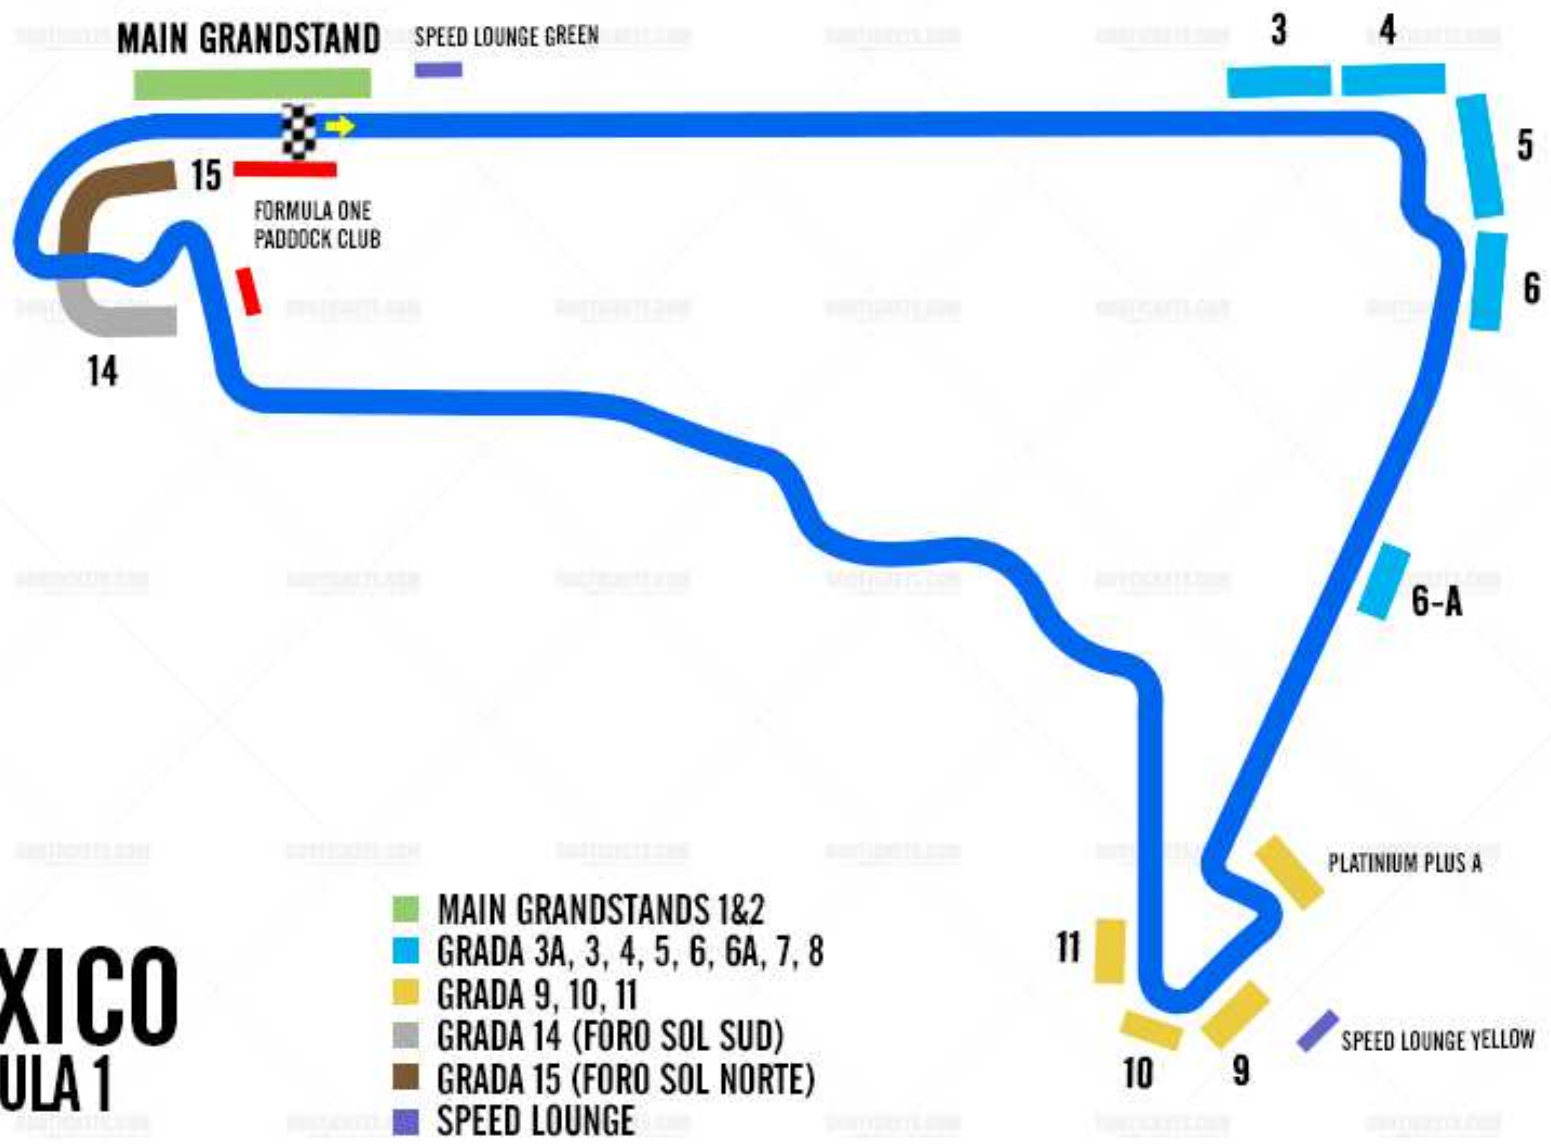 MAIN GRANDSTAND
SPEED LOUNGE GREEN
3
4
5
15
FORMULA ONE
PADDOCK CLUB
6
14
6-A
PLATINIUM PLUS A
11
SPEED LOUNGE YELLOW
10
9
MAIN GRANDSTANDS 1&2
GRADA 3A, 3, 4, 5, 6, 6A, 7, 8
GRADA 9, 10, 11
GRADA 14 (FORO SOL SUD)
GRADA 15 (FORO SOL NORTE)
SPEED LOUNGE
XICO
ULA 1